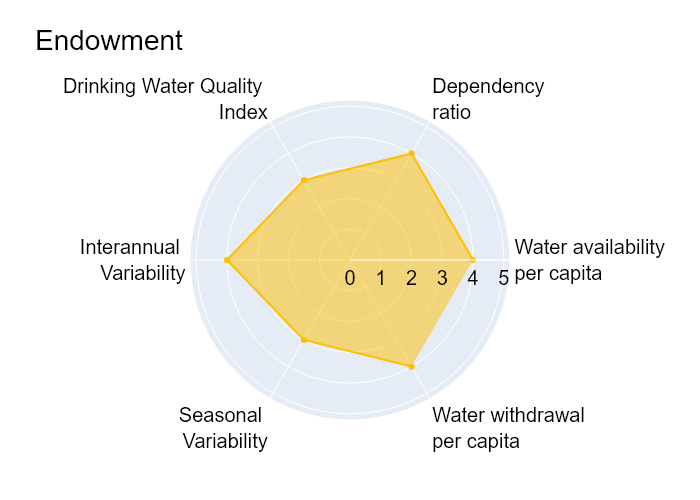 Endowment
Drinking Water Quality
Index
Dependency
ratio
Interannual
Variability
Water availability
per capita
0 1 2 3 4 5
Seasonal
Variability
Water withdrawal
per capita